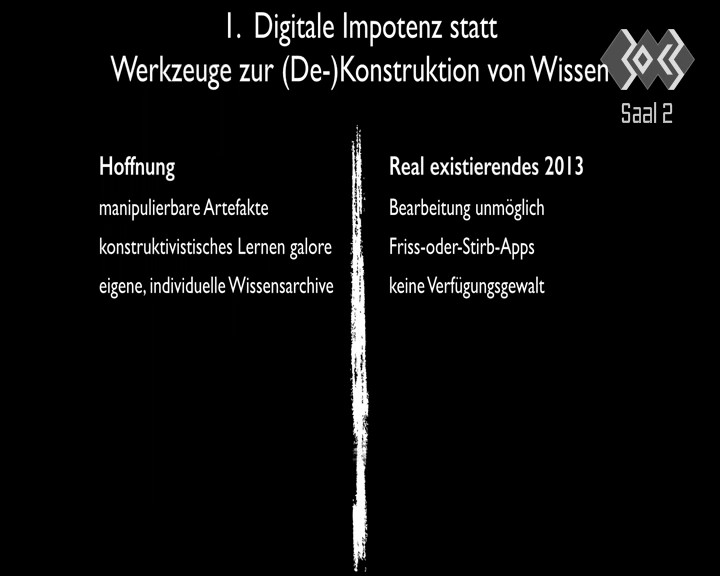 1. Digitale Impotenz statt
Werkzeuge zur (De-)Konstruktion von Wissen
Saal 2
Hoffnung
manipulierbare Artefakte
konstruktivistisches Lernen galore
eigene, individuelle Wissensarchive
Real existierendes 2013
Bearbeitung unmöglich
Friss-oder-Stirb-Apps
keine Verfügungsgewalt